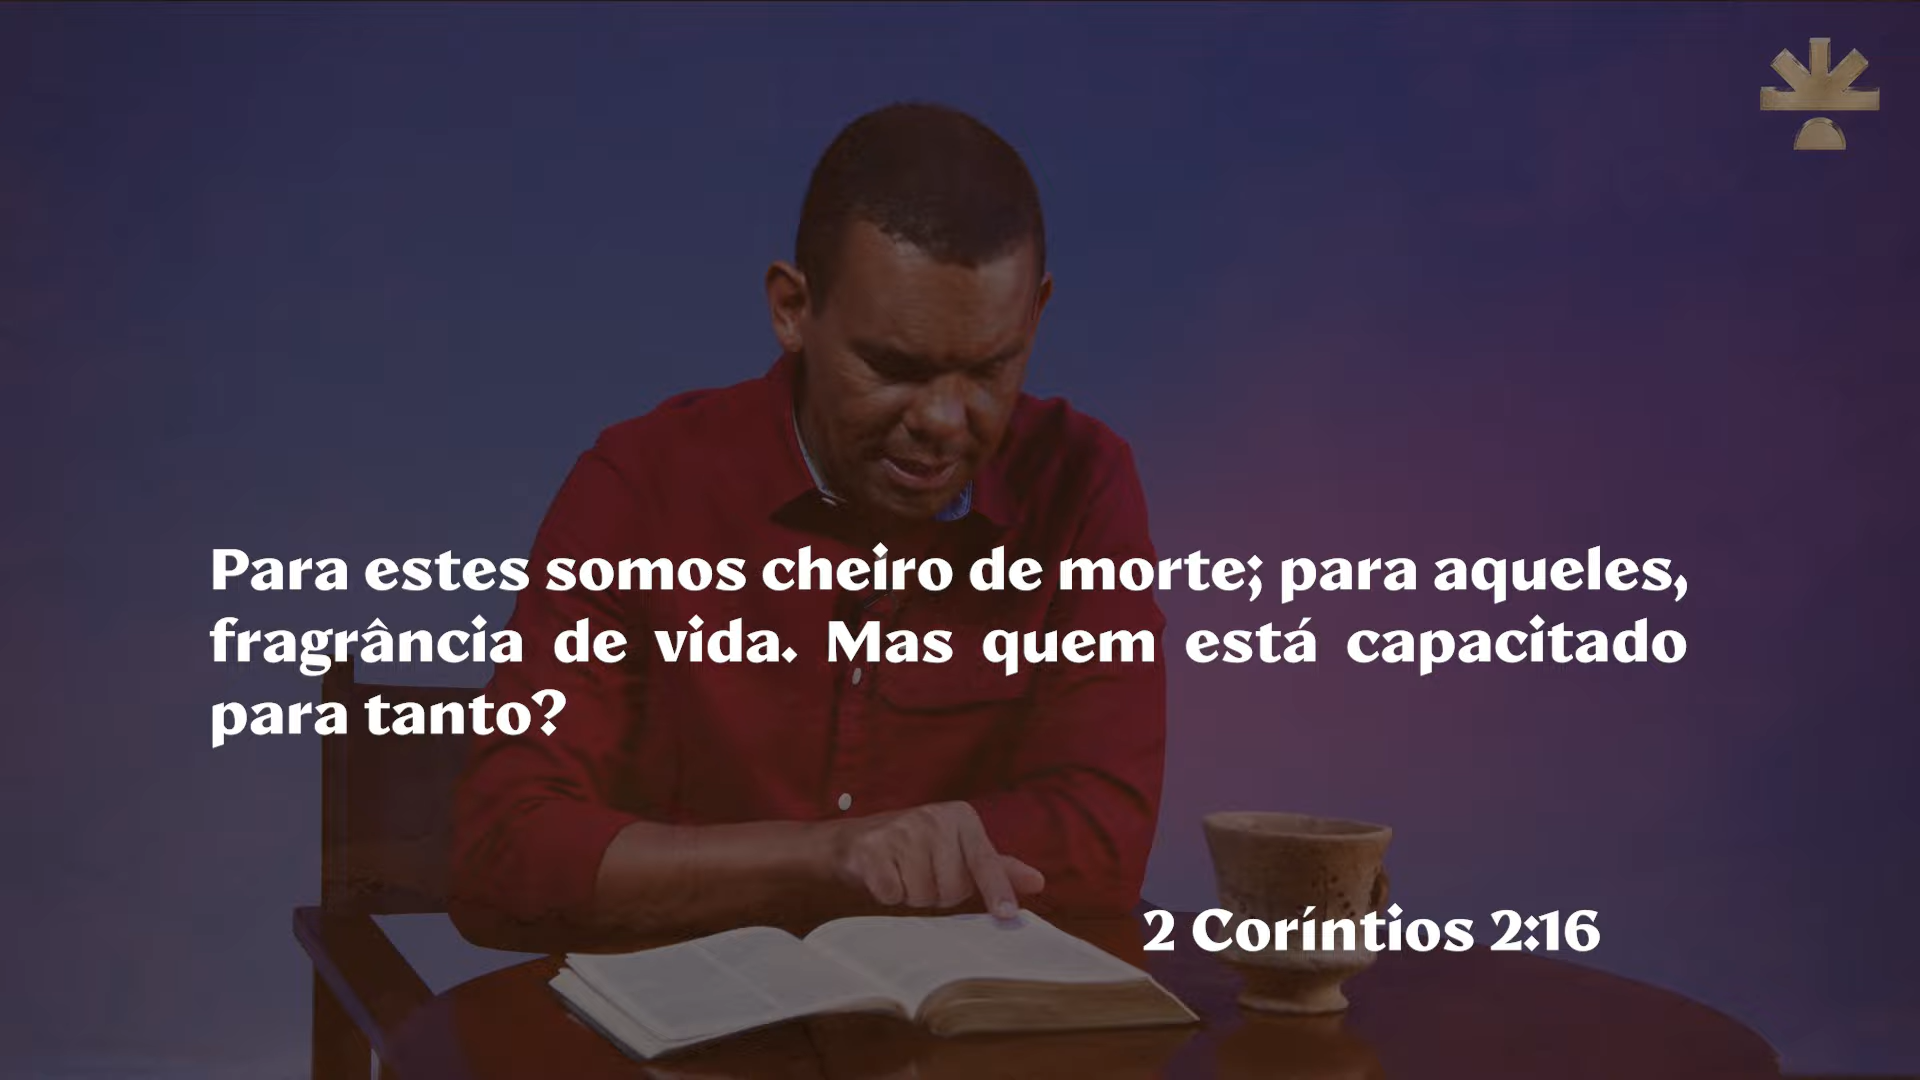 Para estes somos cheiro de morte; para aqueles,
fragrância de vida. Mas quem está capacitado
para tanto?
2 Coríntios 2:16